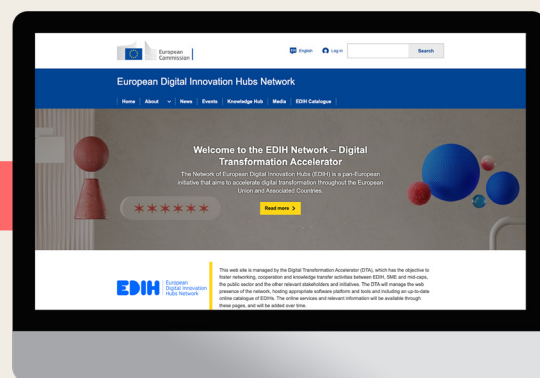 European
Commission
English
Log in
Search
European Digital Innovation Hubs Network
Home
About
News
Events
Knowledge Hub
Media
EDIH Catalogue
Welcome to the EDIH Network – Digital
Transformation Accelerator
The Network of European Digital Innovation Hubs (EDIH) is a pan-European
initiative that aims to accelerate digital transformation throughout the European
Union and Associated Countries.
Read more
EDIH
European
Digital Innovation
Hubs Network
This web site is managed by the Digital Transformation Accelerator (DTA), which has the objective to
foster networking, cooperation and knowledge transfer activities between EDIH, SME and mid-caps,
the public sector and the other relevant stakeholders and initiatives. The DTA will manage the web
presence of the network, hosting appropriate software platform and tools and including an up-to-date
online catalogue of EDIHs. The online services and relevant information will be available through
these pages, and will be added over time.